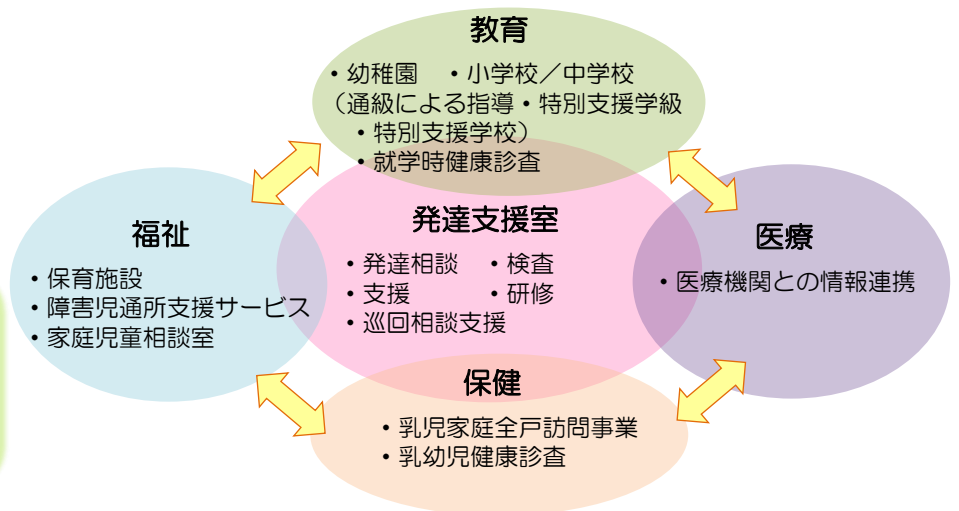 教育
・幼稚園 ・小学校／中学校
（通級による指導・特別支援学級
・特別支援学校）
・就学時健康診査
福祉
・保育施設
・障害児通所支援サービス
・家庭児童相談室
発達支援室
・発達相談 ・検査
・支援 ・研修
・巡回相談支援
医療
・医療機関との情報連携
保健
・乳児家庭全戸訪問事業
・乳幼児健康診査